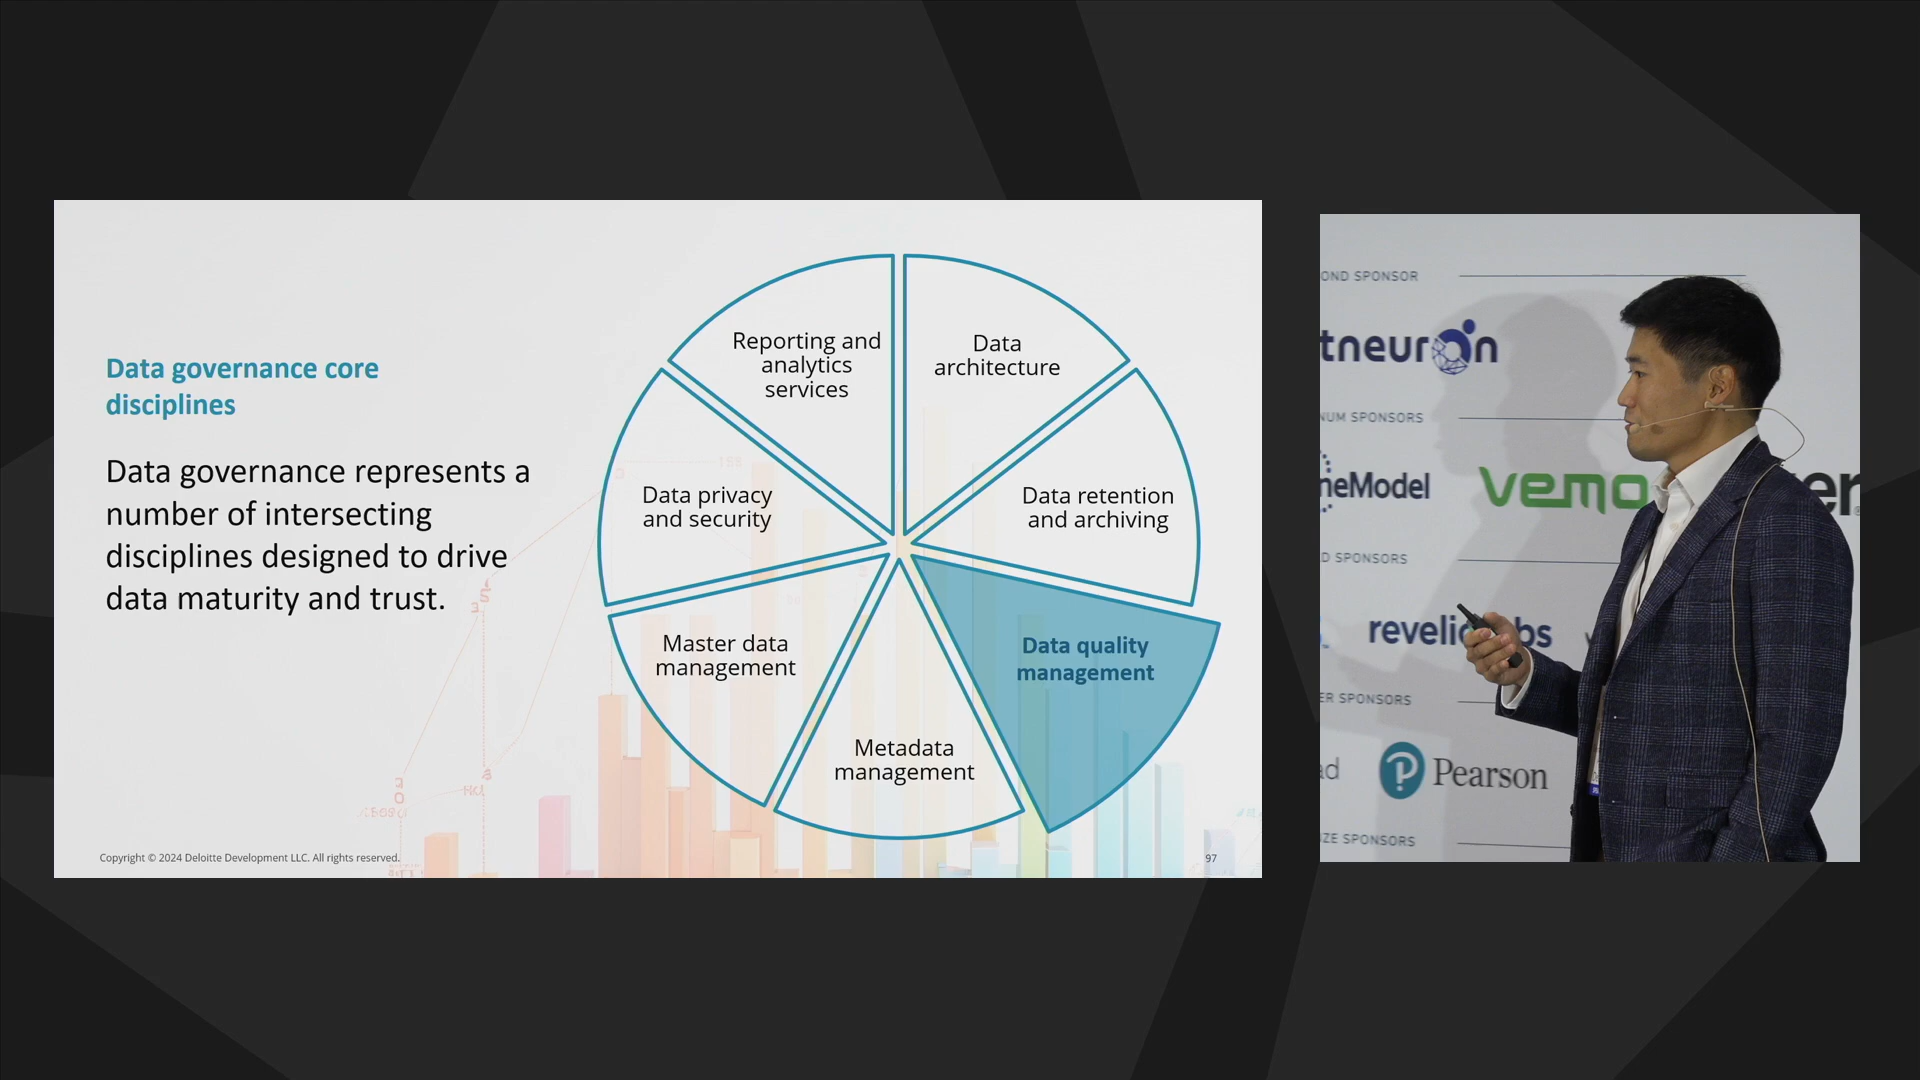 Data governance core
disciplines
Data governance represents a
number of intersecting
disciplines designed to drive
data maturity and trust.
Reporting and
analytics
services
Data
architecture
Data privacy
and security
Data retention
and archiving
Master data
management
Data quality
management
Metadata
management
Copyright © 2024 Deloitte Development LLC. All rights reserved.
97
OND SPONSOR
tneuron
NUM SPONSORS
neModel
vemo
er
D SPONSORS
ER SPONSORS
ad
Pearson
ZE SPONSORS